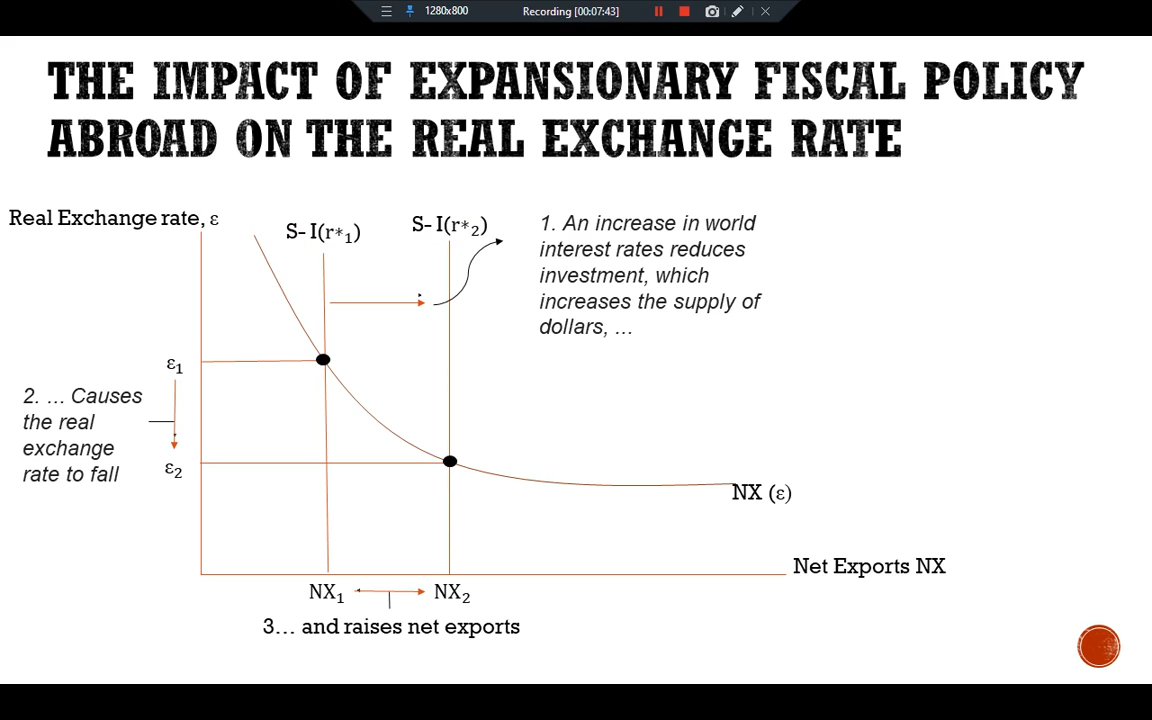 1280x800
Recording [00:07:43]
THE IMPACT OF EXPANSIONARY FISCAL POLICY
ABROAD ON THE REAL EXCHANGE RATE
Real Exchange rate, ε
S- I(r*₁)
S- I(r*₂)
1. An increase in world
interest rates reduces
investment, which
increases the supply of
dollars, ...
ε₁
2. ... Causes
the real
exchange
rate to fall
ε₂
NX (ε)
Net Exports NX
NX₁
NX₂
3... and raises net exports